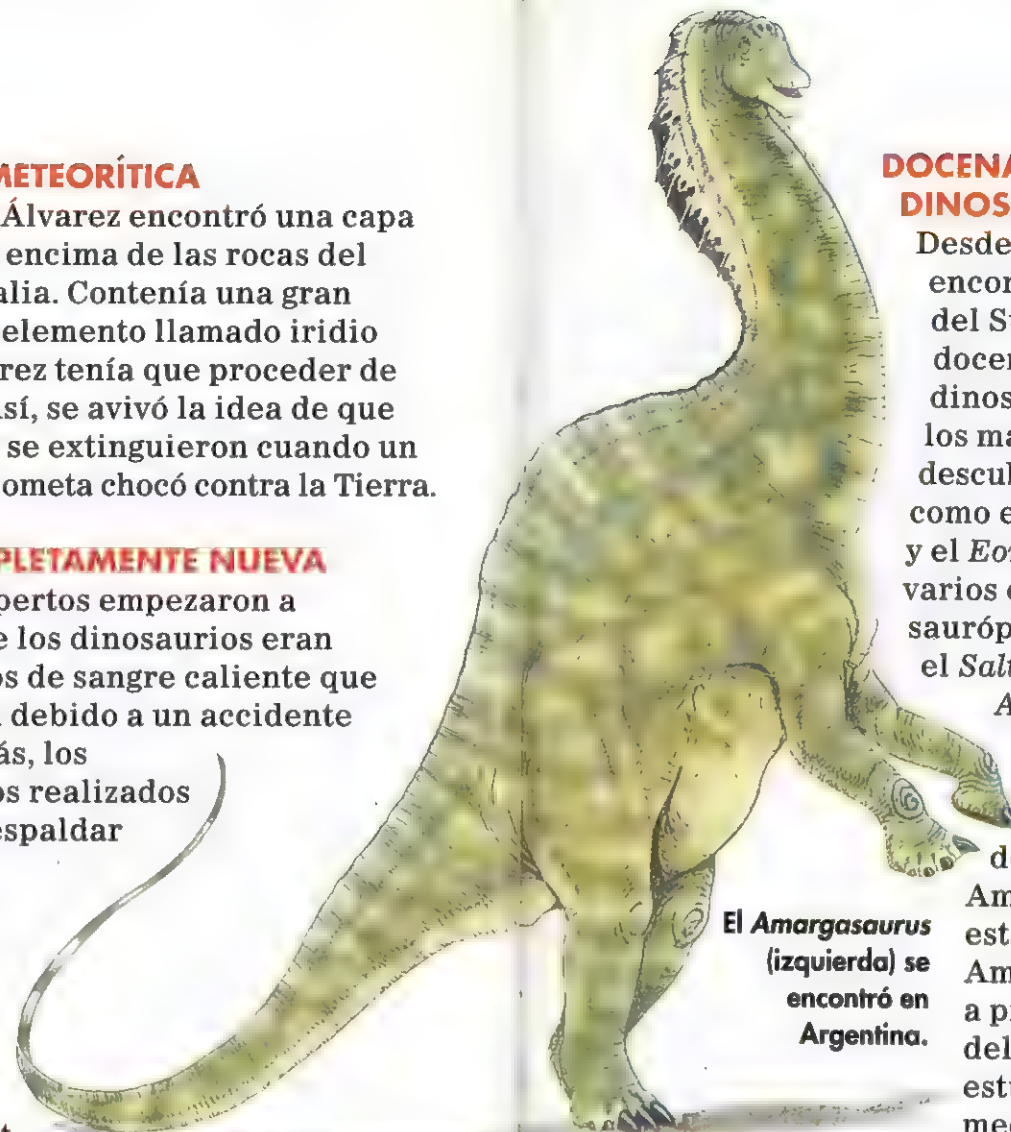 METEORÍTICA
Álvarez encontró una capa
encima de las rocas del
alia. Contenía una gran
elemento llamado iridio
rez tenía que proceder de
sí, se avivó la idea de que
se extinguieron cuando un
ometa chocó contra la Tierra.
PLETAMENTE NUEVA
pertos empezaron a
e los dinosaurios eran
os de sangre caliente que
debido a un accidente
ás, los
os realizados
espaldar
El Amargasaurus
(izquierda) se
encontró en
Argentina.
DOCENA
DINOS
Desde
encon
del S
docen
dinos
los ma
descul
como e
y el Eo
varios
sauróp
el Salt
A
d
Am
est
Am
a p
del
est
med